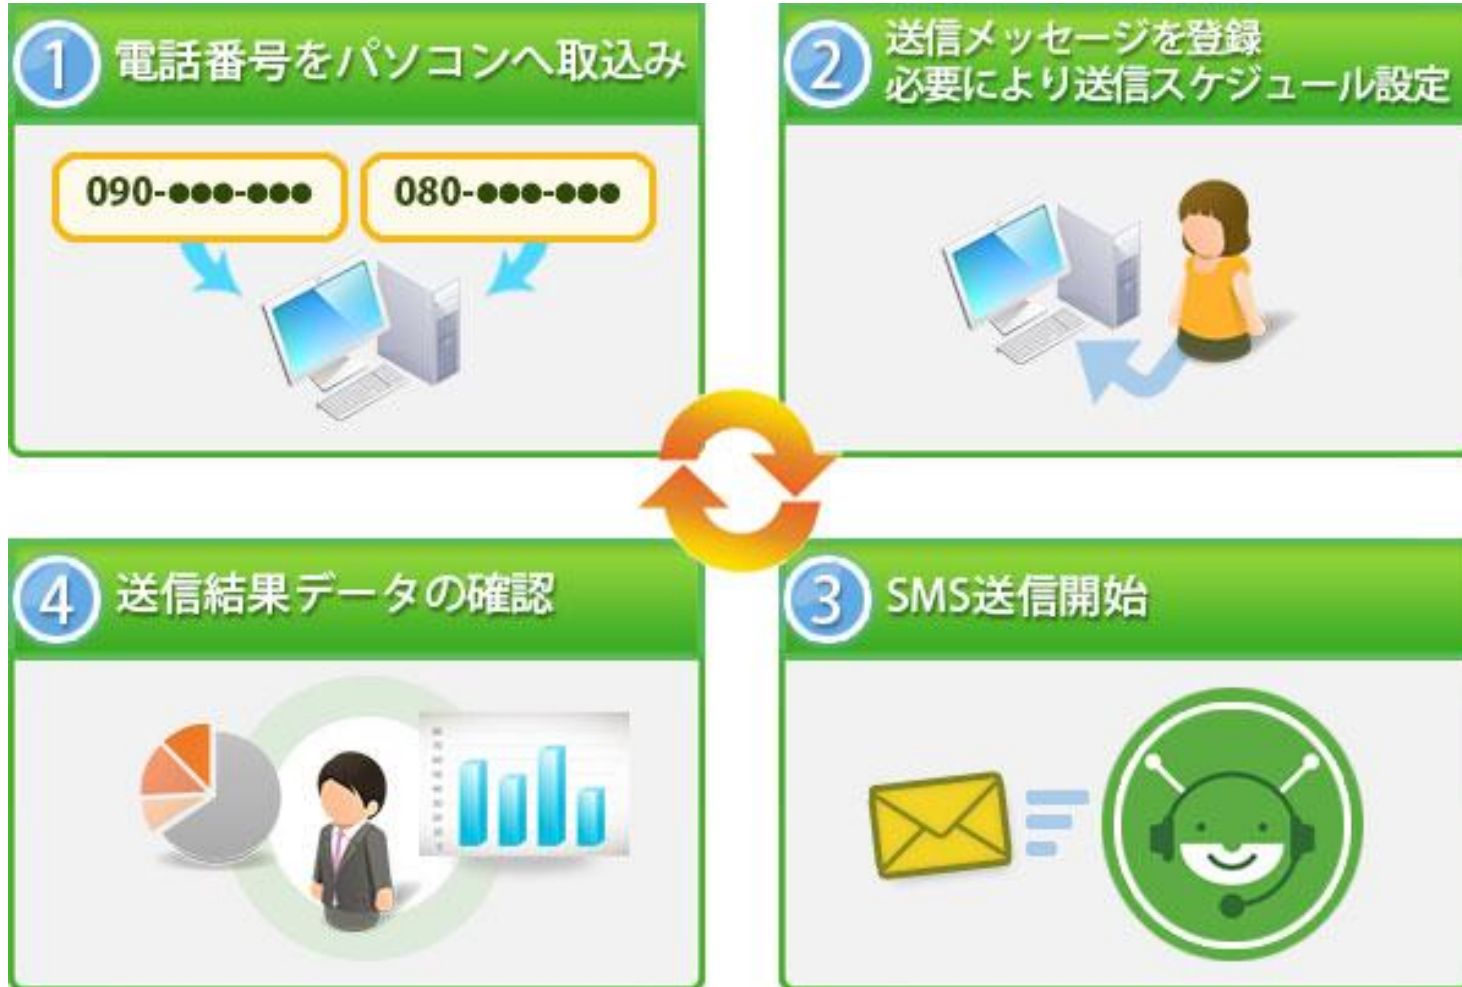 1 電話番号をパソコンへ取込み
090-●●●-●●●
080-●●●-●●●
2 送信メッセージを登録
必要により送信スケジュール設定
3 SMS送信開始
4 送信結果データの確認